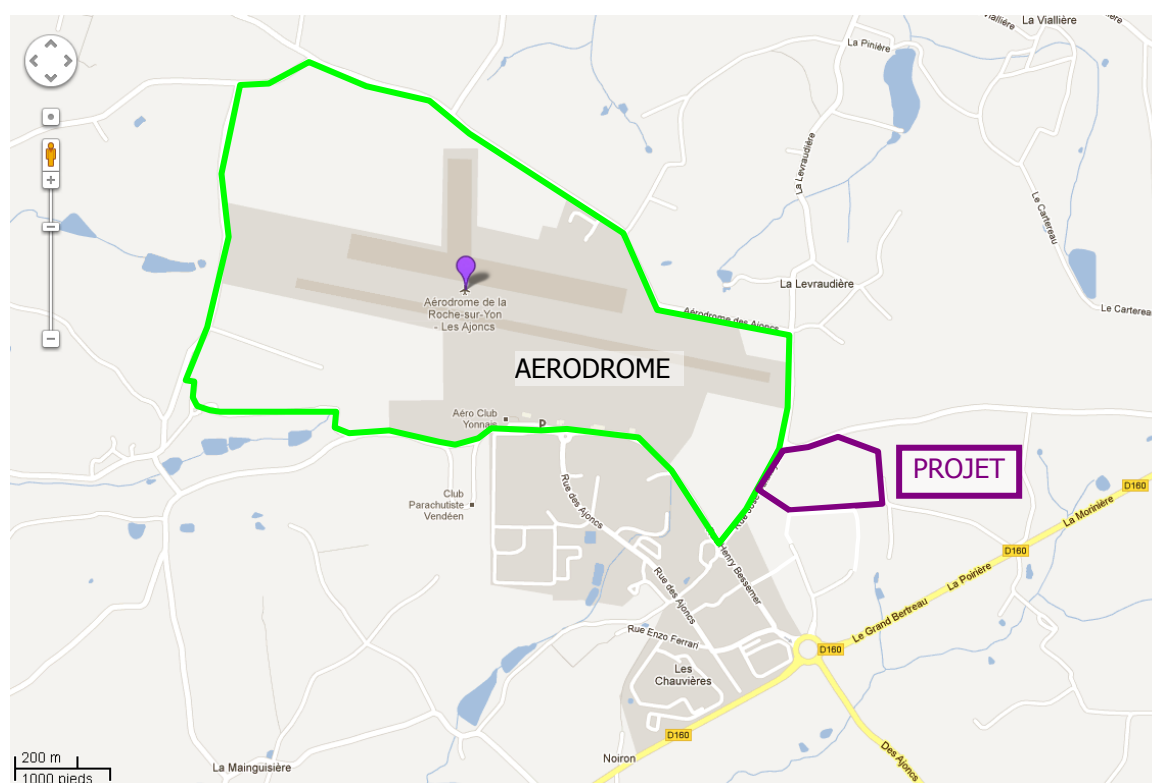 La Viallière
Viallière
La Pinière
La Levraudière
Le Cartereau
La Levraudière
Le Cartereau
Aérodrome de la
Roche-sur-Yon
- Les Ajoncs
Aérodrome des Ajoncs
AERODROME
Aéro Club
Yonnais
P
PROJET
Club
Parachutiste
Vendéen
Rue des Ajoncs
Rue
D160
La Morinière
D160
La Poirière
Henry Bessemer
Rue des Ajoncs
Le Grand Bertreau
Rue Enzo Ferrari
D160
Les
Chauvières
D160
Noiron
Des Ajoncs
La Mainguisière
200 m
1000 pieds